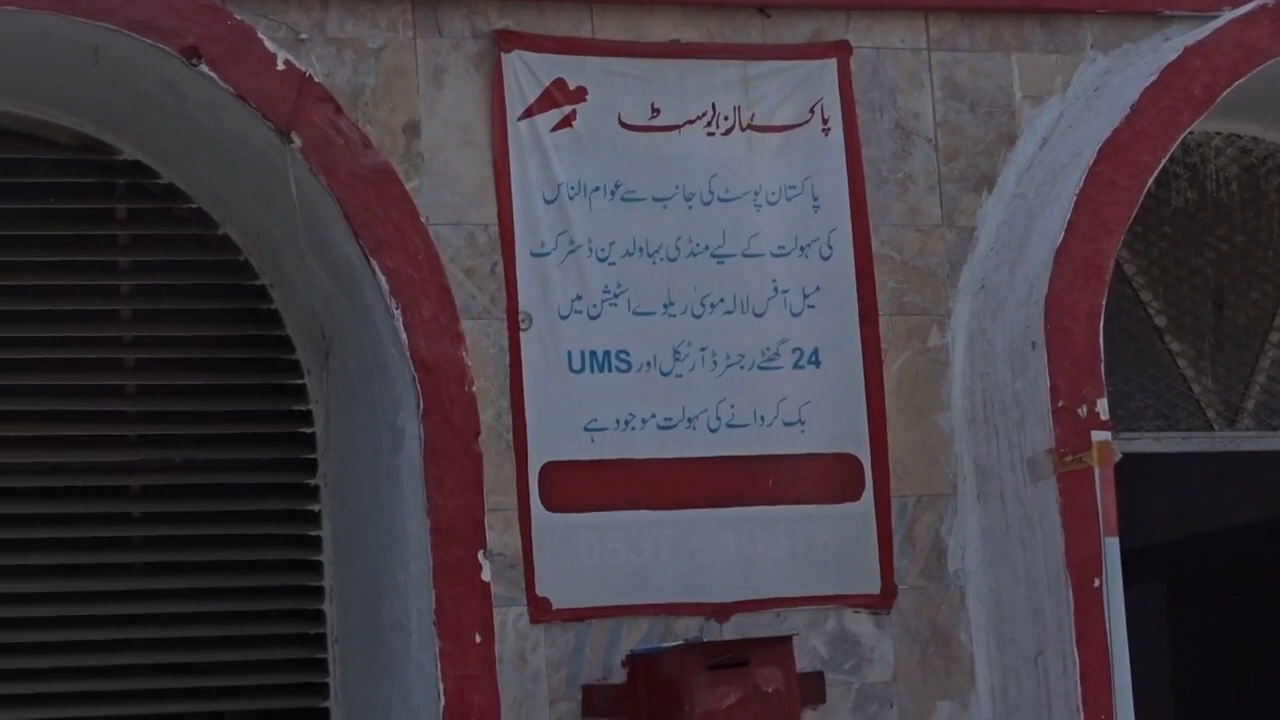 پاکستان پوسٹ
پاکستان پوسٹ کی جانب سے عوام الناس
کی سہولت کے لیے منڈی بہاولدین ڈسٹرکٹ
میل آفس لالہ موسیٰ ریلوے اسٹیشن میں
24 گھنٹے رجسٹرڈ آرٹیکل اور UMS
بک کروانے کی سہولت موجود ہے